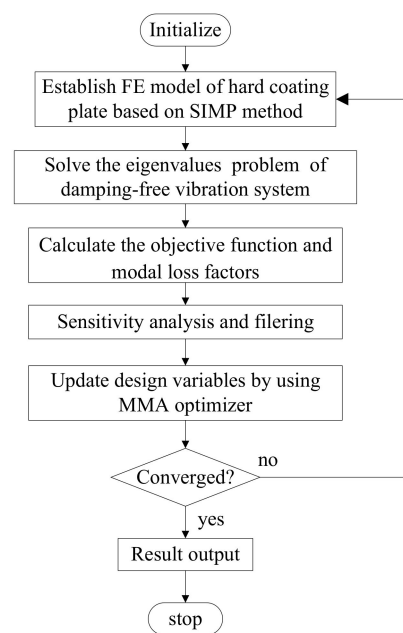 Initialize
Establish FE model of hard coating
plate based on SIMP method
Solve the eigenvalues problem of
damping-free vibration system
Calculate the objective function and
modal loss factors
Sensitivity analysis and filering
Update design variables by using
MMA optimizer
Converged?
no
yes
Result output
stop